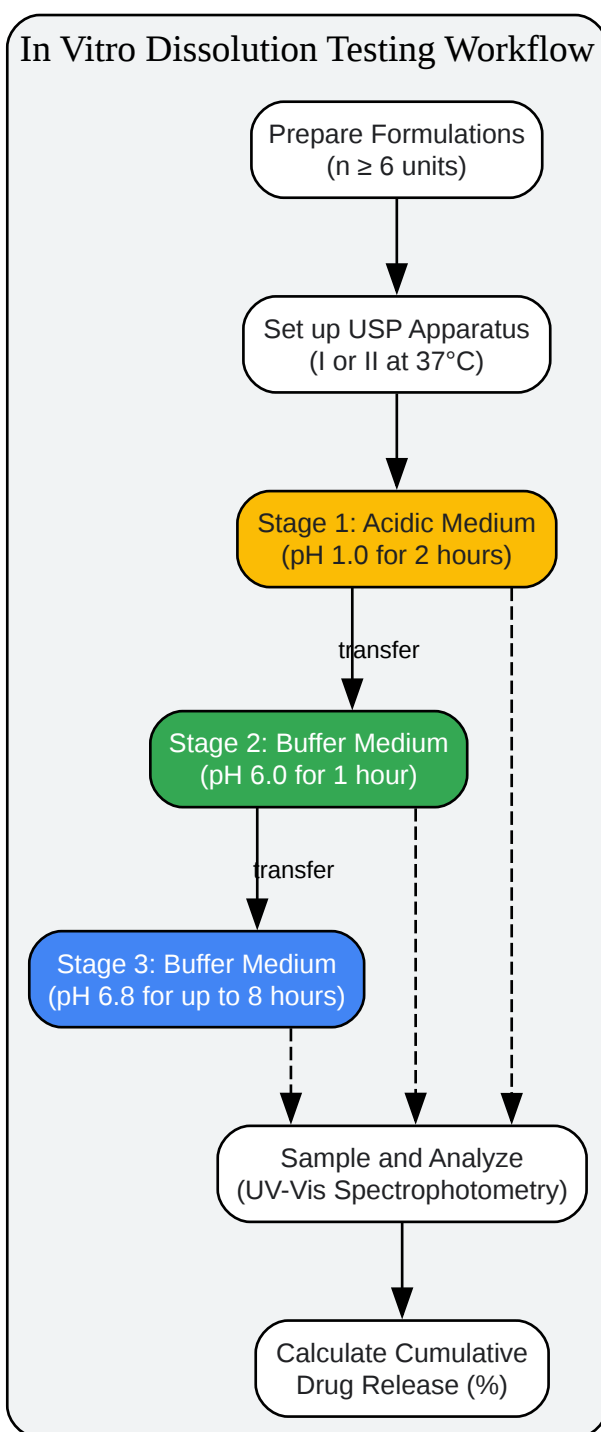 In Vitro Dissolution Testing Workflow
Prepare Formulations
(n ≥ 6 units)
Set up USP Apparatus
(I or II at 37°C)
Stage 1: Acidic Medium
(pH 1.0 for 2 hours)
transfer
Stage 2: Buffer Medium
(pH 6.0 for 1 hour)
transfer
Stage 3: Buffer Medium
(pH 6.8 for up to 8 hours)
Sample and Analyze
(UV-Vis Spectrophotometry)
Calculate Cumulative
Drug Release (%)